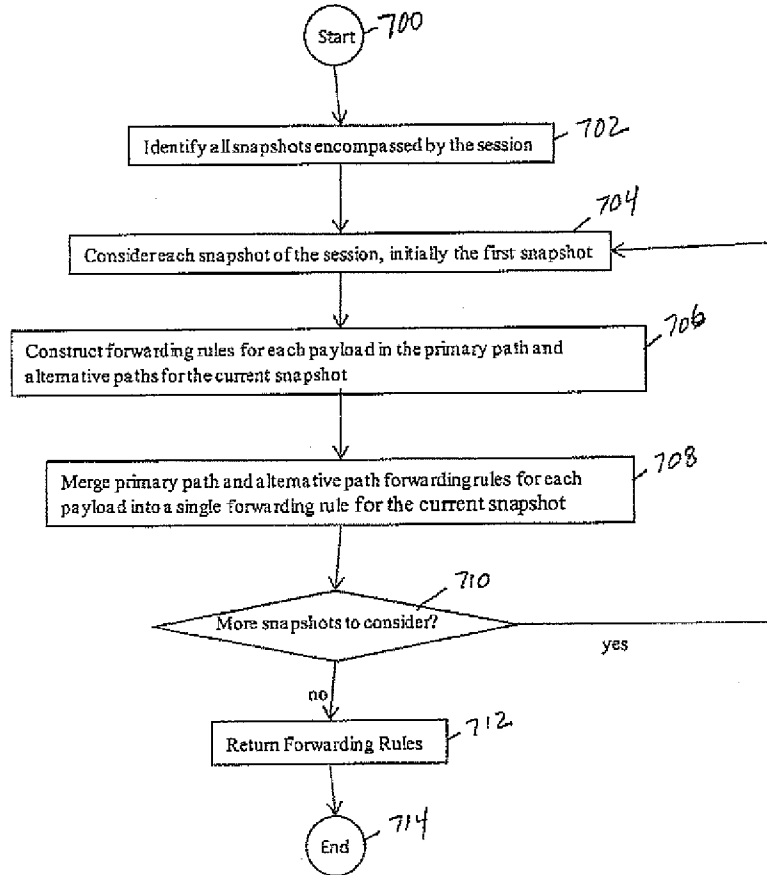 Start
700
Identify all snapshots encompassed by the session
702
704
Consider each snapshot of the session, initially the first snapshot
706
Construct forwarding rules for each payload in the primary path and
alternative paths for the current snapshot
708
Merge primary path and alternative path forwarding rules for each
payload into a single forwarding rule for the current snapshot
710
More snapshots to consider?
yes
no
712
Return Forwarding Rules
714
End